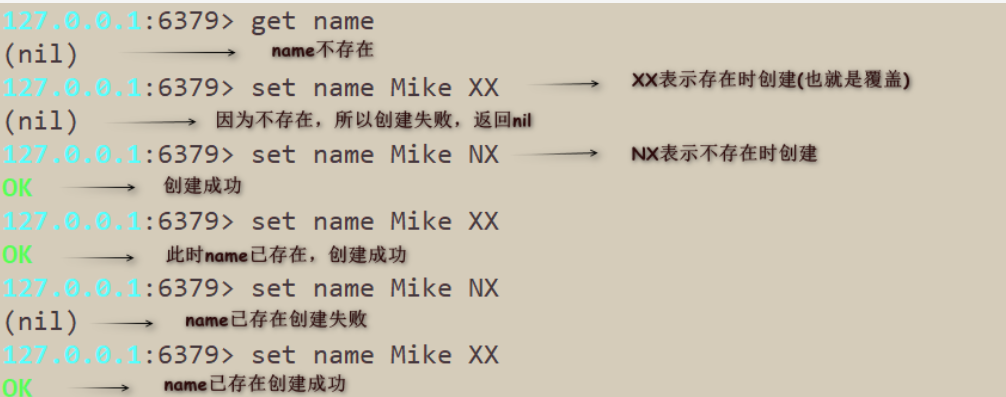 127.0.0.1:6379> get name
(nil) name不存在
127.0.0.1:6379> set name Mike XX XX表示存在时创建(也就是覆盖)
(nil) 因为不存在，所以创建失败，返回nil
127.0.0.1:6379> set name Mike NX NX表示不存在时创建
OK 创建成功
127.0.0.1:6379> set name Mike XX
OK 此时name已存在，创建成功
127.0.0.1:6379> set name Mike NX
(nil) name已存在创建失败
127.0.0.1:6379> set name Mike XX
OK name已存在创建成功